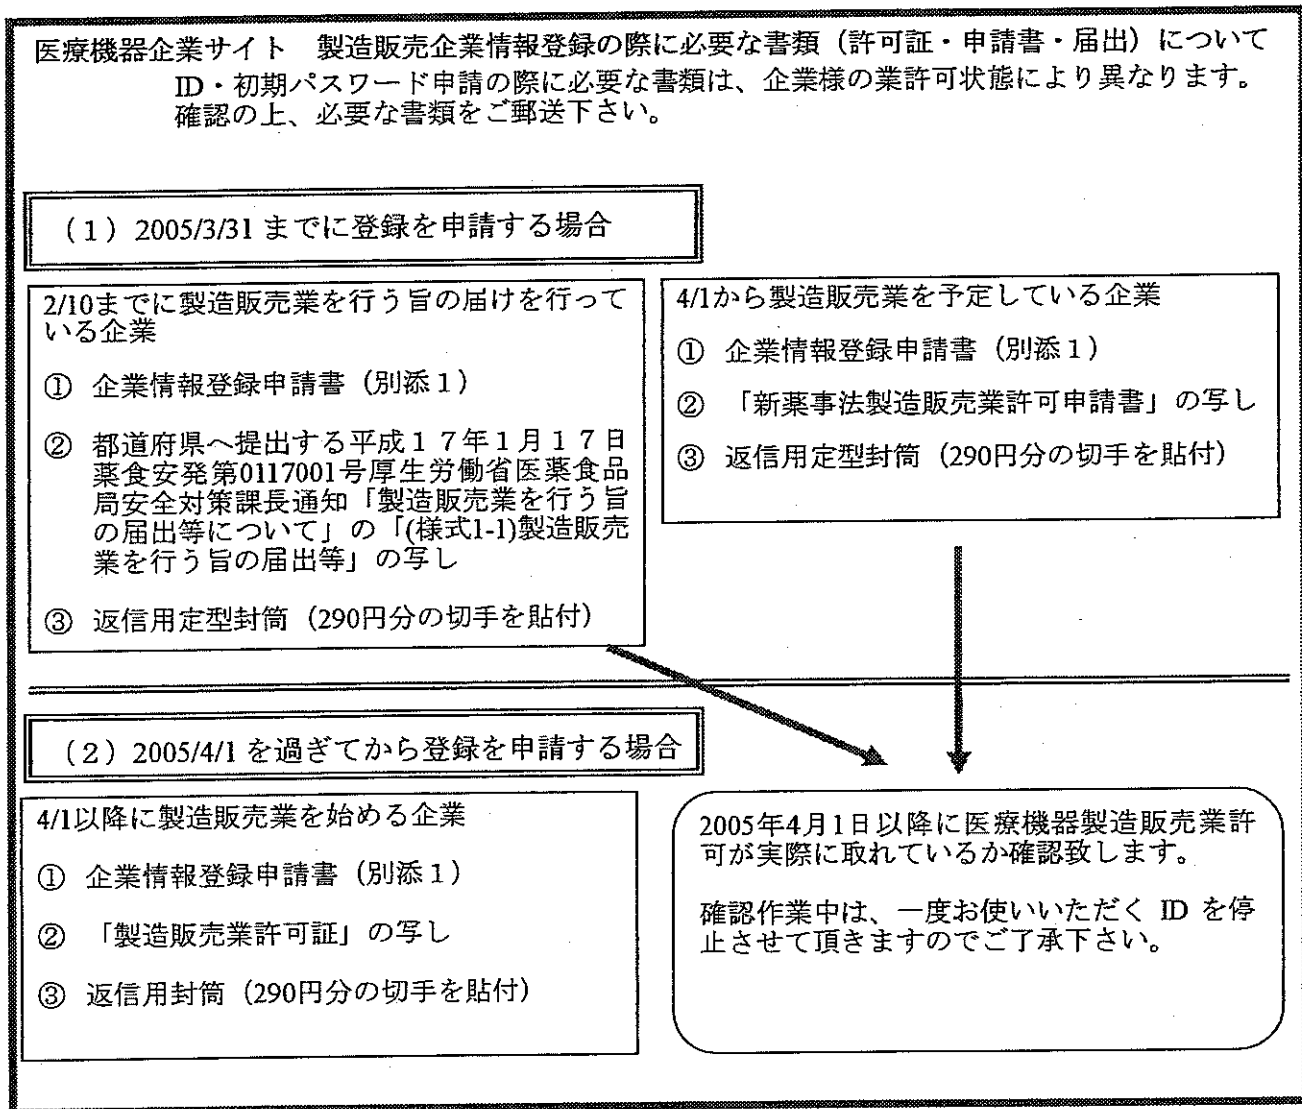 医療機器企業サイト　製造販売企業情報登録の際に必要な書類（許可証・申請書・届出）について
ID・初期パスワード申請の際に必要な書類は、企業様の業許可状態により異なります。
確認の上、必要な書類をご郵送下さい。
（1）2005/3/31 までに登録を申請する場合
2/10までに製造販売業を行う旨の届けを行って
いる企業
① 企業情報登録申請書（別添１）
② 都道府県へ提出する平成１７年１月１７日
薬食安発第0117001号厚生労働省医薬食品
局安全対策課長通知「製造販売業を行う旨
の届出等について」の「(様式1-1)製造販売
業を行う旨の届出等」の写し
③ 返信用定型封筒（290円分の切手を貼付）
4/1から製造販売業を予定している企業
① 企業情報登録申請書（別添１）
② 「新薬事法製造販売業許可申請書」の写し
③ 返信用定型封筒（290円分の切手を貼付）
（2）2005/4/1 を過ぎてから登録を申請する場合
4/1以降に製造販売業を始める企業
① 企業情報登録申請書（別添１）
② 「製造販売業許可証」の写し
③ 返信用封筒（290円分の切手を貼付）
2005年4月1日以降に医療機器製造販売業許
可が実際に取れているか確認致します。
確認作業中は、一度お使いいただく ID を停
止させて頂きますのでご了承下さい。